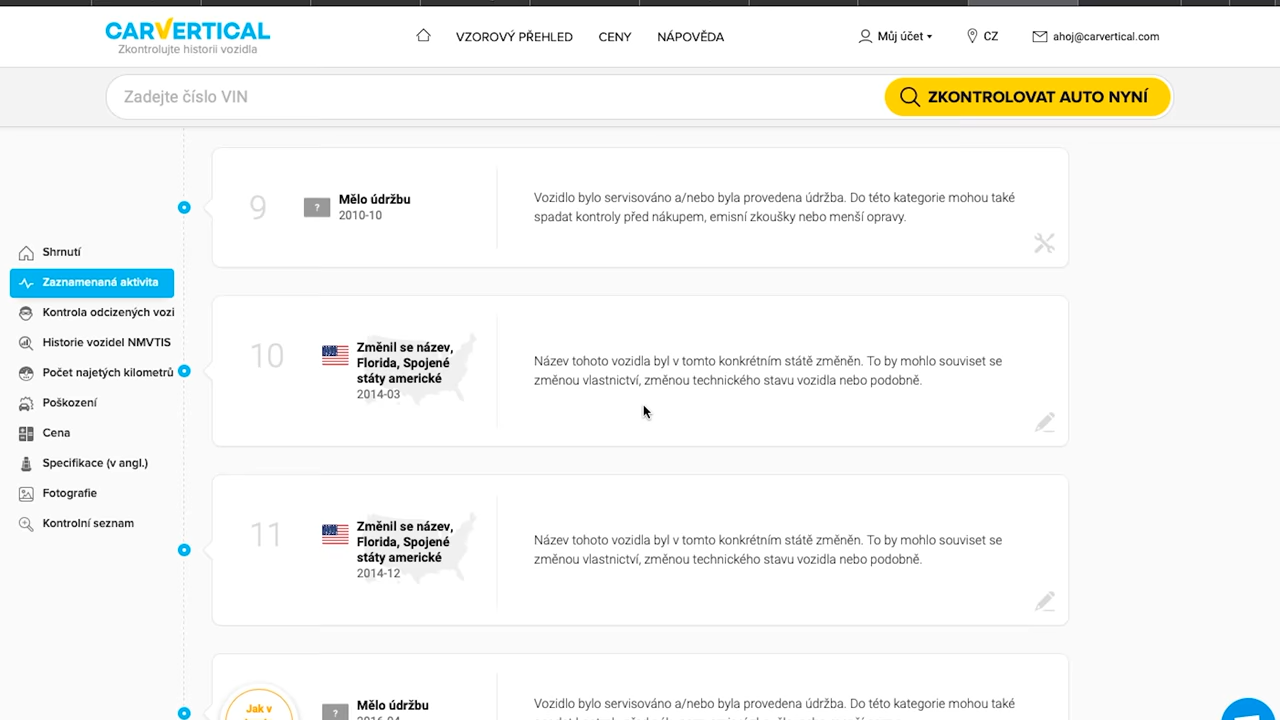 CARVERTICAL
Zkontrolujte historii vozidla
VZOROVÝ PŘEHLED
CENY
NÁPOVĚDA
Můj účet
CZ
ahoj@carvertical.com
Zadejte číslo VIN
ZKONTROLOVAT AUTO NYNÍ
Shrnutí
Zaznamenaná aktivita
Kontrola odcizených vozi
Historie vozidel NMVTIS
Počet najetých kilometrů
Poškození
Cena
Specifikace (v angl.)
Fotografie
Kontrolní seznam
9
?
Mělo údržbu
2010-10
Vozidlo bylo servisováno a/nebo byla provedena údržba. Do této kategorie mohou také
spadat kontroly před nákupem, emisní zkoušky nebo menší opravy.
10
Změnil se název,
Florida, Spojené
státy americké
2014-03
Název tohoto vozidla byl v tomto konkrétním státě změněn. To by mohlo souviset se
změnou vlastnictví, změnou technického stavu vozidla nebo podobně.
11
Změnil se název,
Florida, Spojené
státy americké
2014-12
Název tohoto vozidla byl v tomto konkrétním státě změněn. To by mohlo souviset se
změnou vlastnictví, změnou technického stavu vozidla nebo podobně.
Jak v
?
Mělo údržbu
Vozidlo bylo servisováno a/nebo byla provedena údržba. Do této kategorie mohou také